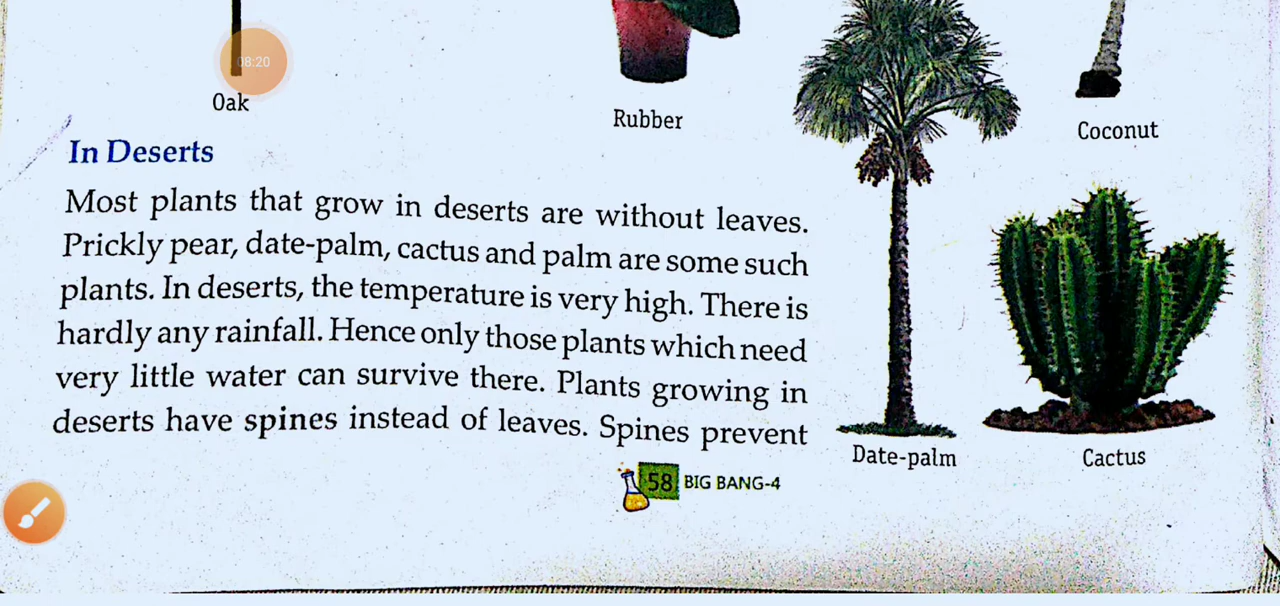 08:20
Oak
Rubber
Coconut
In Deserts
Most plants that grow in deserts are without leaves.
Prickly pear, date-palm, cactus and palm are some such
plants. In deserts, the temperature is very high. There is
hardly any rainfall. Hence only those plants which need
very little water can survive there. Plants growing in
deserts have spines instead of leaves. Spines prevent
Date-palm
Cactus
58 BIG BANG-4